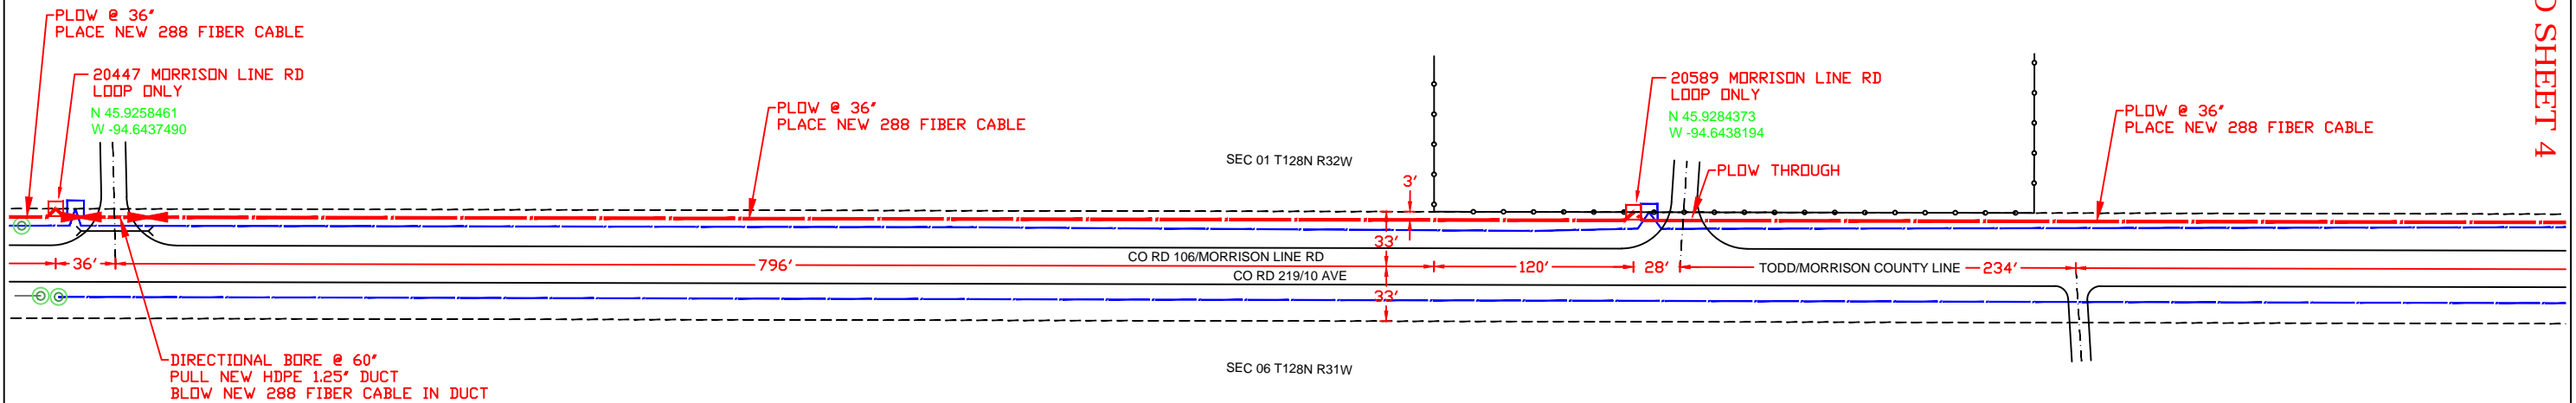 PLOW @ 36"
PLACE NEW 288 FIBER CABLE
20447 MORRISON LINE RD
LOOP ONLY
N 45.9258461
W -94.6437490
PLOW @ 36"
PLACE NEW 288 FIBER CABLE
SEC 01 T128N R32W
20589 MORRISON LINE RD
LOOP ONLY
N 45.9284373
W -94.6438194
PLOW THROUGH
PLOW @ 36"
PLACE NEW 288 FIBER CABLE
O SHEET 4
3'
33'
36'
796'
CO RD 106/MORRISON LINE RD
CO RD 219/10 AVE
120'
28'
TODD/MORRISON COUNTY LINE
234'
33'
DIRECTIONAL BORE @ 60"
PULL NEW HDPE 1.25" DUCT
BLOW NEW 288 FIBER CABLE IN DUCT
SEC 06 T128N R31W